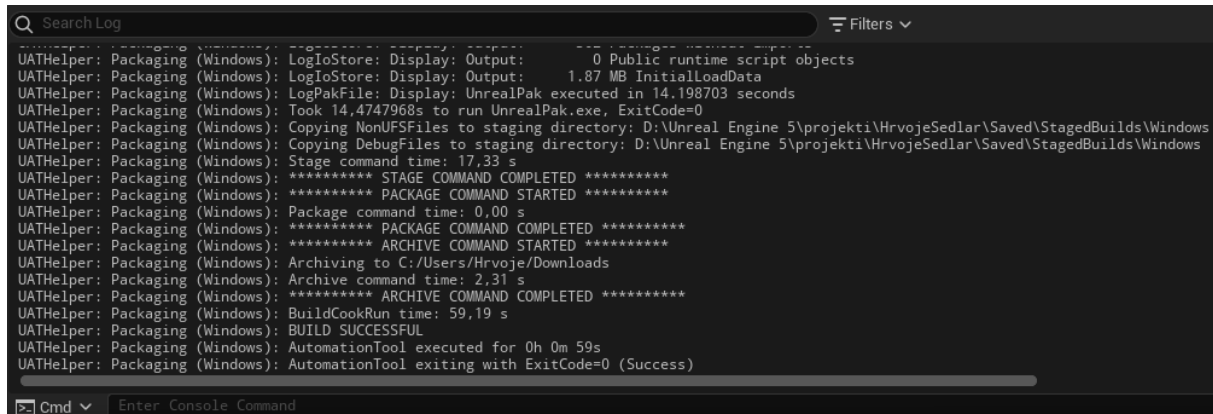 Search Log
Filters
UATHelper: Packaging (Windows): LogIoStore: Display: Output: 0 Public runtime script objects
UATHelper: Packaging (Windows): LogIoStore: Display: Output: 1.87 MB InitialLoadData
UATHelper: Packaging (Windows): LogPakFile: Display: UnrealPak executed in 14.198703 seconds
UATHelper: Packaging (Windows): Took 14,4747968s to run UnrealPak.exe, ExitCode=0
UATHelper: Packaging (Windows): Copying NonUFSFiles to staging directory: D:\Unreal Engine 5\projekti\HrvojeSedlar\Saved\StagedBuilds\Windows
UATHelper: Packaging (Windows): Copying DebugFiles to staging directory: D:\Unreal Engine 5\projekti\HrvojeSedlar\Saved\StagedBuilds\Windows
UATHelper: Packaging (Windows): Stage command time: 17,33 s
UATHelper: Packaging (Windows): ********** STAGE COMMAND COMPLETED **********
UATHelper: Packaging (Windows): ********** PACKAGE COMMAND STARTED **********
UATHelper: Packaging (Windows): Package command time: 0,00 s
UATHelper: Packaging (Windows): ********** PACKAGE COMMAND COMPLETED **********
UATHelper: Packaging (Windows): ********** ARCHIVE COMMAND STARTED **********
UATHelper: Packaging (Windows): Archiving to C:/Users/Hrvoje/Downloads
UATHelper: Packaging (Windows): Archive command time: 2,31 s
UATHelper: Packaging (Windows): ********** ARCHIVE COMMAND COMPLETED **********
UATHelper: Packaging (Windows): BuildCookRun time: 59,19 s
UATHelper: Packaging (Windows): BUILD SUCCESSFUL
UATHelper: Packaging (Windows): AutomationTool executed for 0h 0m 59s
UATHelper: Packaging (Windows): AutomationTool exiting with ExitCode=0 (Success)
Cmd
Enter Console Command